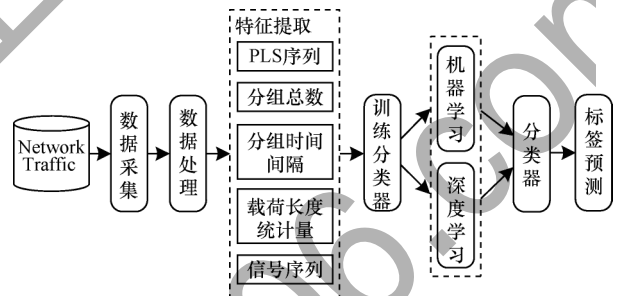 Network
Traffic
数据采集
数据处理
特征提取
PLS序列
分组总数
分组时间
间隔
载荷长度
统计量
信号序列
训练分类器
机器学习
深度学习
分类器
标签预测